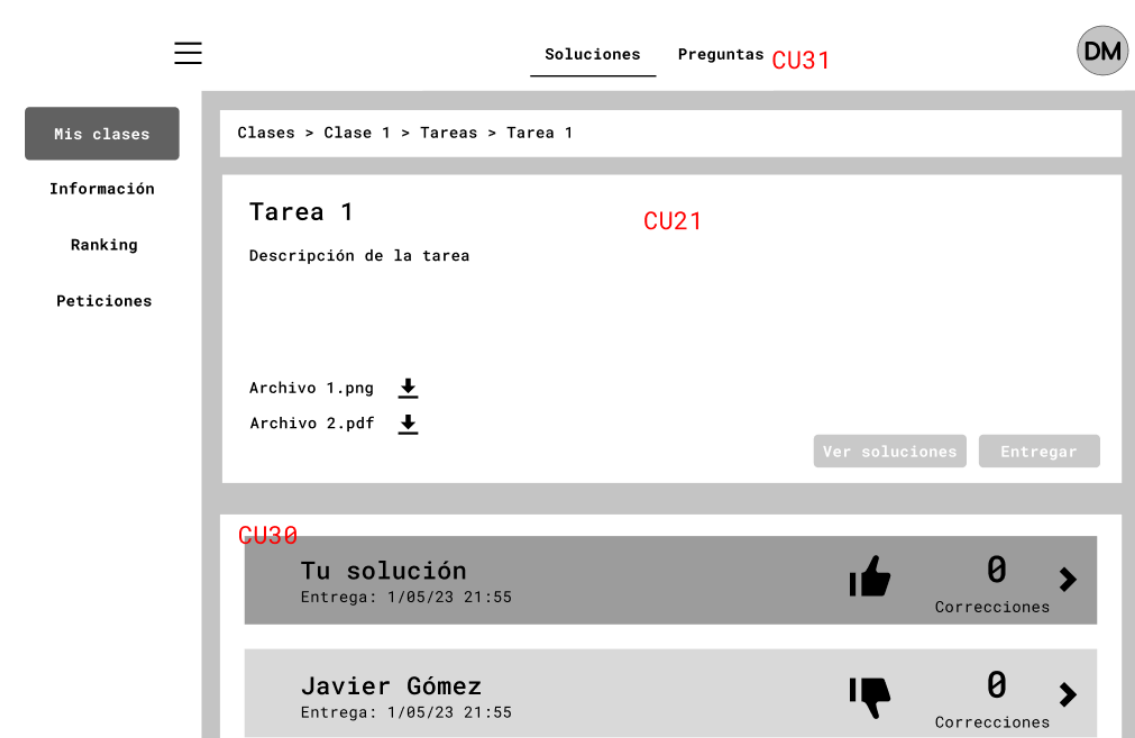 Soluciones Preguntas CU31 DM
Mis clases
Información
Ranking
Peticiones
Clases > Clase 1 > Tareas > Tarea 1
Tarea 1 CU21
Descripción de la tarea
Archivo 1.png
Archivo 2.pdf
Ver soluciones Entregar
CU30
Tu solución
Entrega: 1/05/23 21:55
0
Correcciones
Javier Gómez
Entrega: 1/05/23 21:55
0
Correcciones